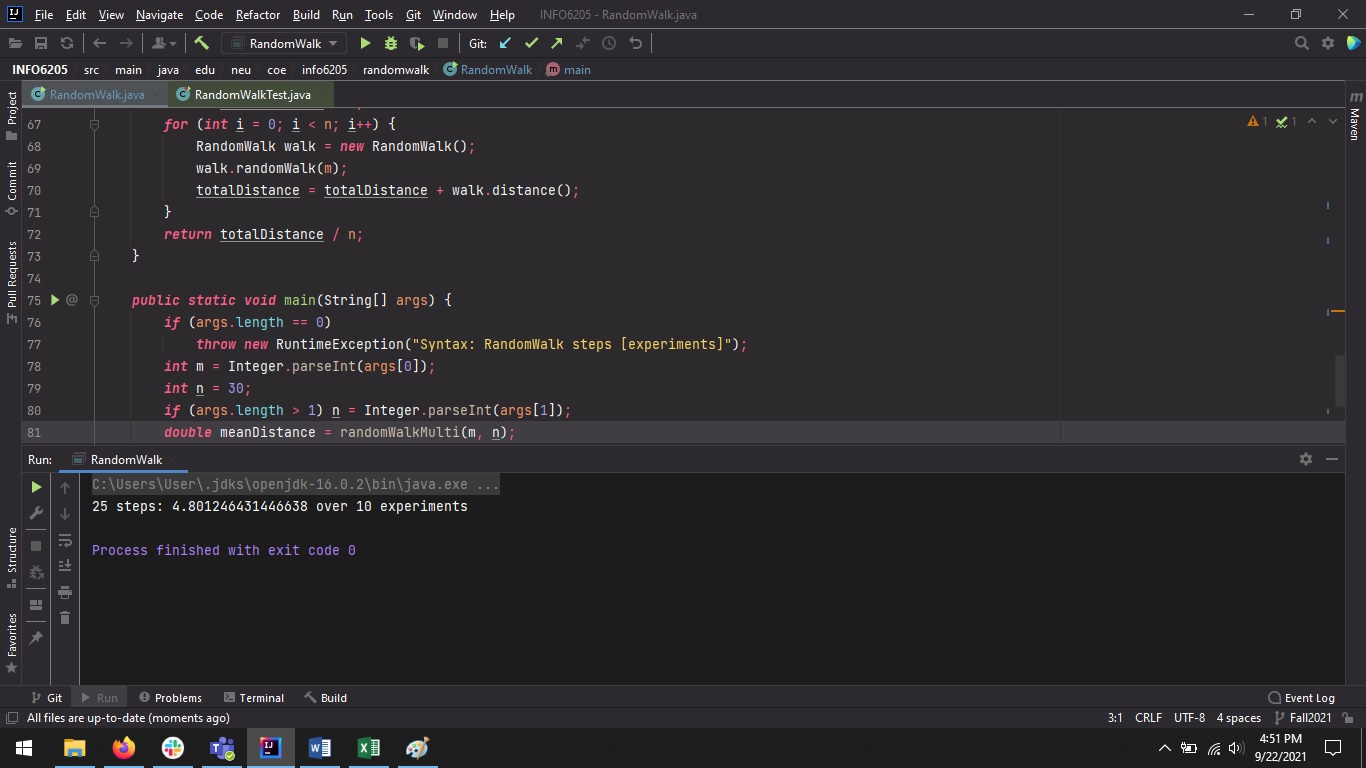 File Edit View Navigate Code Refactor Build Run Tools Git Window Help INFO6205 - RandomWalk.java
RandomWalk Git:
INFO6205 src main java edu neu coe info6205 randomwalk RandomWalk main
RandomWalk.java RandomWalkTest.java
Project
Commit
Pull Requests
Structure
Favorites
Maven
1 1
67 for (int i = 0; i < n; i++) {
68 RandomWalk walk = new RandomWalk();
69 walk.randomWalk(m);
70 totalDistance = totalDistance + walk.distance();
71 }
72 return totalDistance / n;
73 }
74
75 @ public static void main(String[] args) {
76 if (args.length == 0)
77 throw new RuntimeException("Syntax: RandomWalk steps [experiments]");
78 int m = Integer.parseInt(args[0]);
79 int n = 30;
80 if (args.length > 1) n = Integer.parseInt(args[1]);
81 double meanDistance = randomWalkMulti(m, n);
Run: RandomWalk
C:\Users\User\.jdks\openjdk-16.0.2\bin\java.exe ...
25 steps: 4.801246431446638 over 10 experiments
Process finished with exit code 0
Git Run Problems Terminal Build Event Log
All files are up-to-date (moments ago) 3:1 CRLF UTF-8 4 spaces Fall2021
4:51 PM
9/22/2021